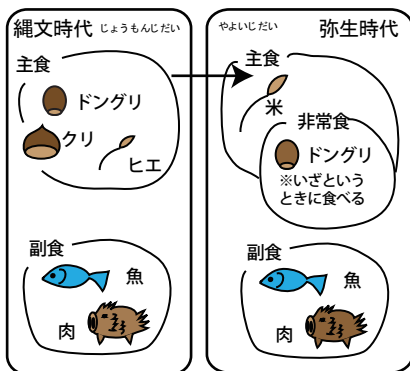 縄文時代 じょうもんじだい
主食
ドングリ
クリ
ヒエ
副食
魚
肉
やよいじだい 弥生時代
主食
米
非常食
ドングリ
※いざという
ときに食べる
副食
魚
肉